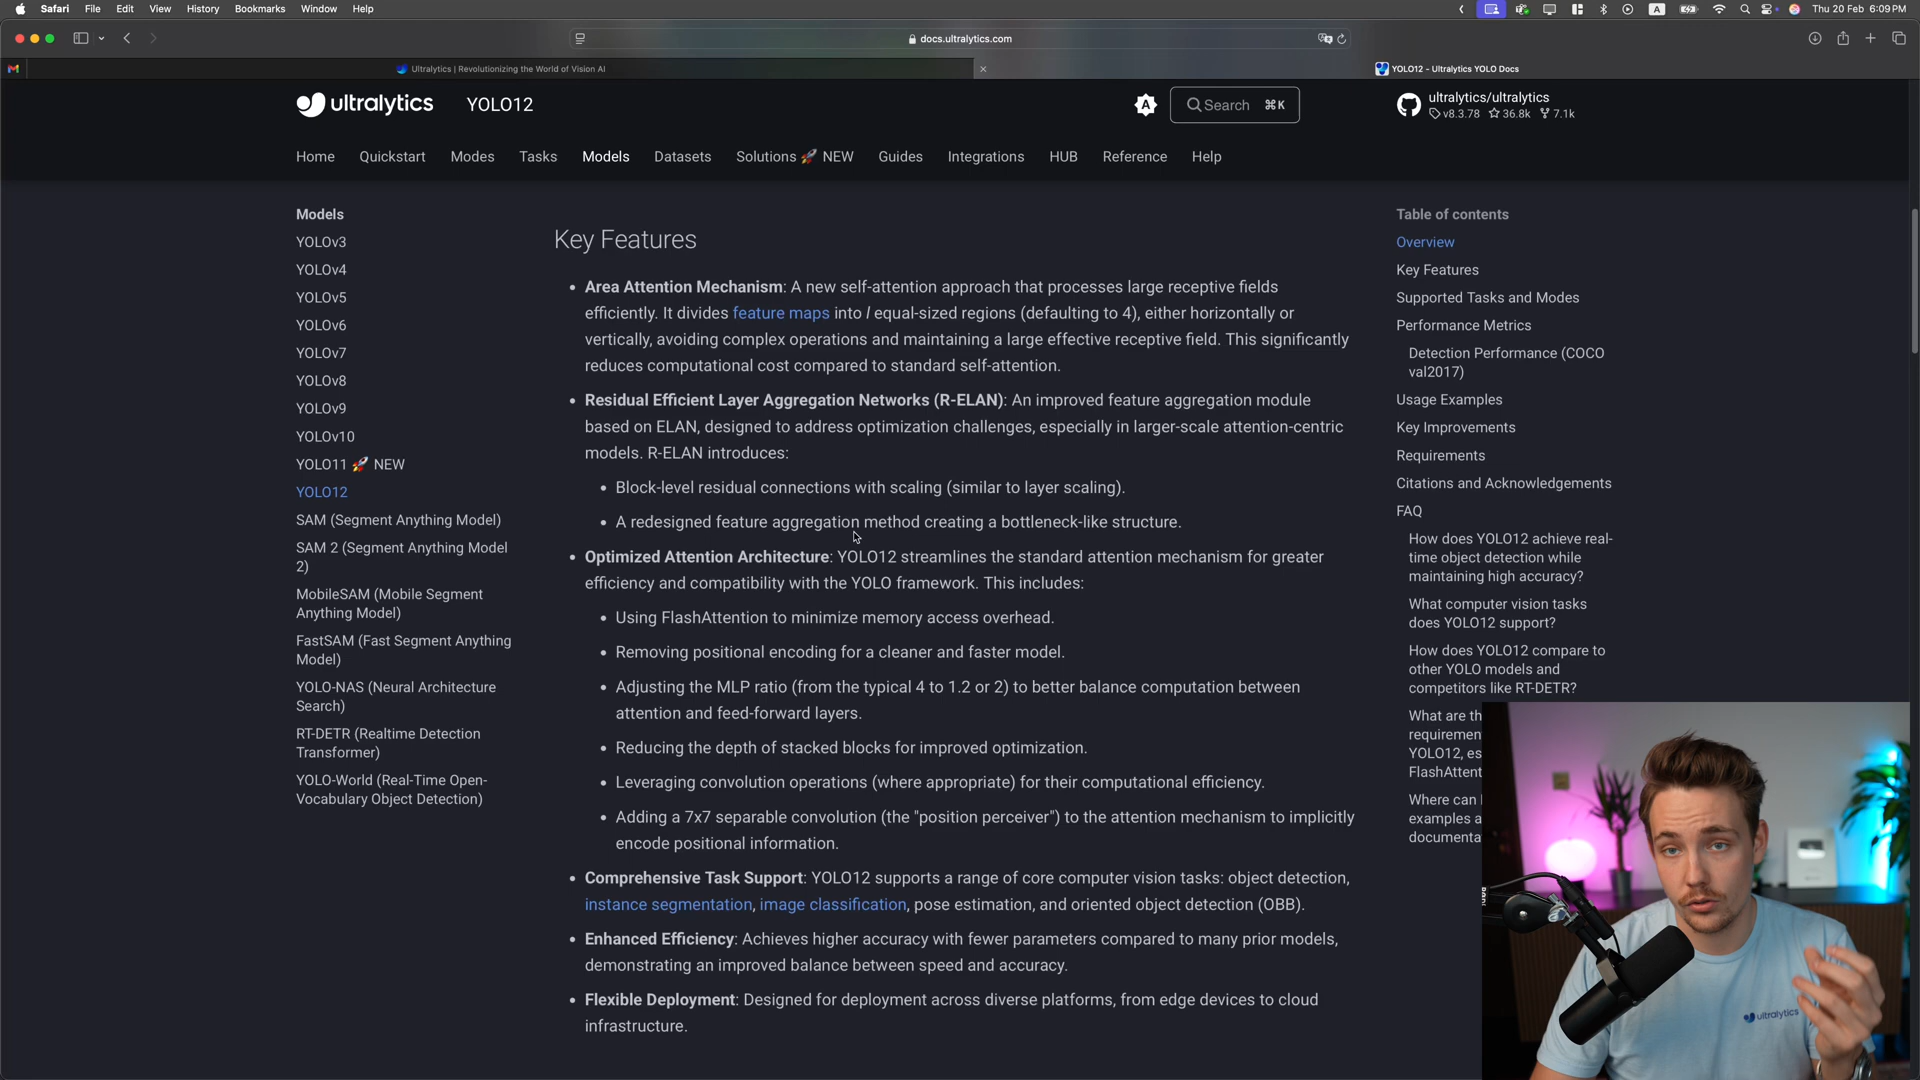 Safari File Edit View History Bookmarks Window Help
A
Thu 20 Feb 6:09 PM
docs.ultralytics.com
Ultralytics | Revolutionizing the World of Vision AI
YOLO12 - Ultralytics YOLO Docs
ultralytics
YOLO12
A
Search ⌘K
ultralytics/ultralytics
v8.3.78 36.8k 7.1k
Home Quickstart Modes Tasks Models Datasets Solutions 🚀 NEW Guides Integrations HUB Reference Help
Models
YOLOv3
YOLOv4
YOLOv5
YOLOv6
YOLOv7
YOLOv8
YOLOv9
YOLOv10
YOLO11 🚀 NEW
YOLO12
SAM (Segment Anything Model)
SAM 2 (Segment Anything Model
2)
MobileSAM (Mobile Segment
Anything Model)
FastSAM (Fast Segment Anything
Model)
YOLO-NAS (Neural Architecture
Search)
RT-DETR (Realtime Detection
Transformer)
YOLO-World (Real-Time Open-
Vocabulary Object Detection)
Key Features
• Area Attention Mechanism: A new self-attention approach that processes large receptive fields
efficiently. It divides feature maps into l equal-sized regions (defaulting to 4), either horizontally or
vertically, avoiding complex operations and maintaining a large effective receptive field. This significantly
reduces computational cost compared to standard self-attention.
• Residual Efficient Layer Aggregation Networks (R-ELAN): An improved feature aggregation module
based on ELAN, designed to address optimization challenges, especially in larger-scale attention-centric
models. R-ELAN introduces:
• Block-level residual connections with scaling (similar to layer scaling).
• A redesigned feature aggregation method creating a bottleneck-like structure.
• Optimized Attention Architecture: YOLO12 streamlines the standard attention mechanism for greater
efficiency and compatibility with the YOLO framework. This includes:
• Using FlashAttention to minimize memory access overhead.
• Removing positional encoding for a cleaner and faster model.
• Adjusting the MLP ratio (from the typical 4 to 1.2 or 2) to better balance computation between
attention and feed-forward layers.
• Reducing the depth of stacked blocks for improved optimization.
• Leveraging convolution operations (where appropriate) for their computational efficiency.
• Adding a 7x7 separable convolution (the "position perceiver") to the attention mechanism to implicitly
encode positional information.
• Comprehensive Task Support: YOLO12 supports a range of core computer vision tasks: object detection,
instance segmentation, image classification, pose estimation, and oriented object detection (OBB).
• Enhanced Efficiency: Achieves higher accuracy with fewer parameters compared to many prior models,
demonstrating an improved balance between speed and accuracy.
• Flexible Deployment: Designed for deployment across diverse platforms, from edge devices to cloud
infrastructure.
Table of contents
Overview
Key Features
Supported Tasks and Modes
Performance Metrics
Detection Performance (COCO
val2017)
Usage Examples
Key Improvements
Requirements
Citations and Acknowledgements
FAQ
How does YOLO12 achieve real-
time object detection while
maintaining high accuracy?
What computer vision tasks
does YOLO12 support?
How does YOLO12 compare to
other YOLO models and
competitors like RT-DETR?
What are th
requiremen
YOLO12, es
FlashAttent
Where can
examples a
documenta
ultralytics